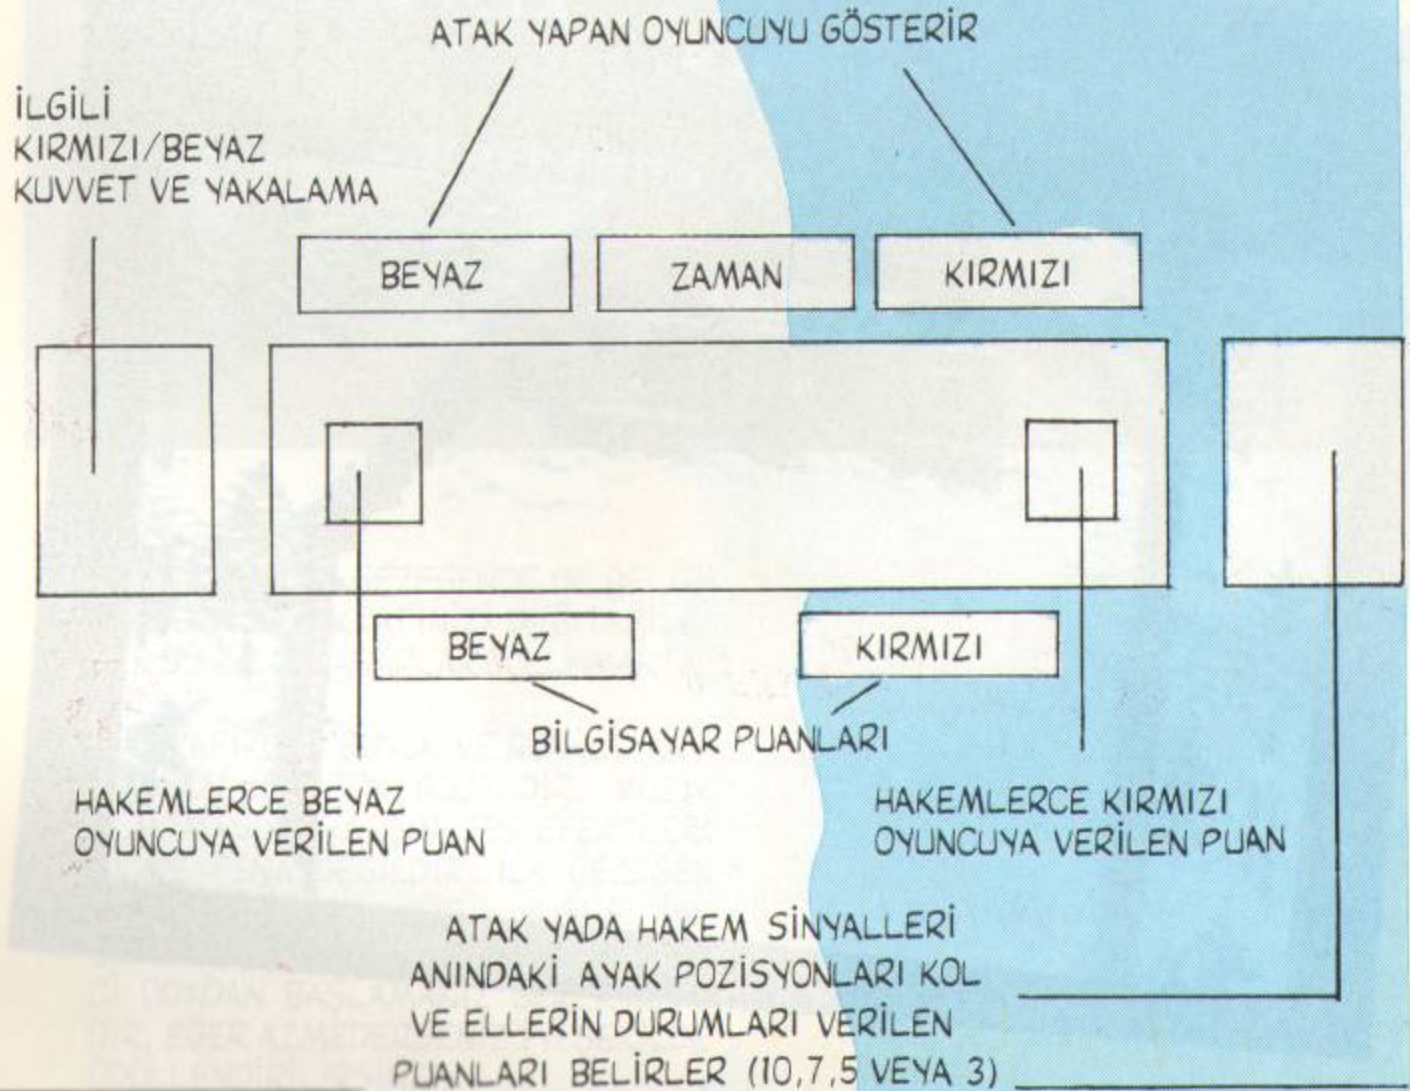 ATAK YAPAN OYUNCUYU GÖSTERİR
İLGİLİ
KIRMIZI/BEYAZ
KUVVET VE YAKALAMA
BEYAZ
ZAMAN
KIRMIZI
BEYAZ
KIRMIZI
BİLGİSAYAR PUANLARI
HAKEMLERCE BEYAZ
OYUNCUYA VERİLEN PUAN
HAKEMLERCE KIRMIZI
OYUNCUYA VERİLEN PUAN
ATAK YADA HAKEM SİNYALLERİ
ANINDAKİ AYAK POZİSYONLARI KOL
VE ELLERİN DURUMLARI VERİLEN
PUANLARI BELİRLER (10,7,5 VEYA 3)